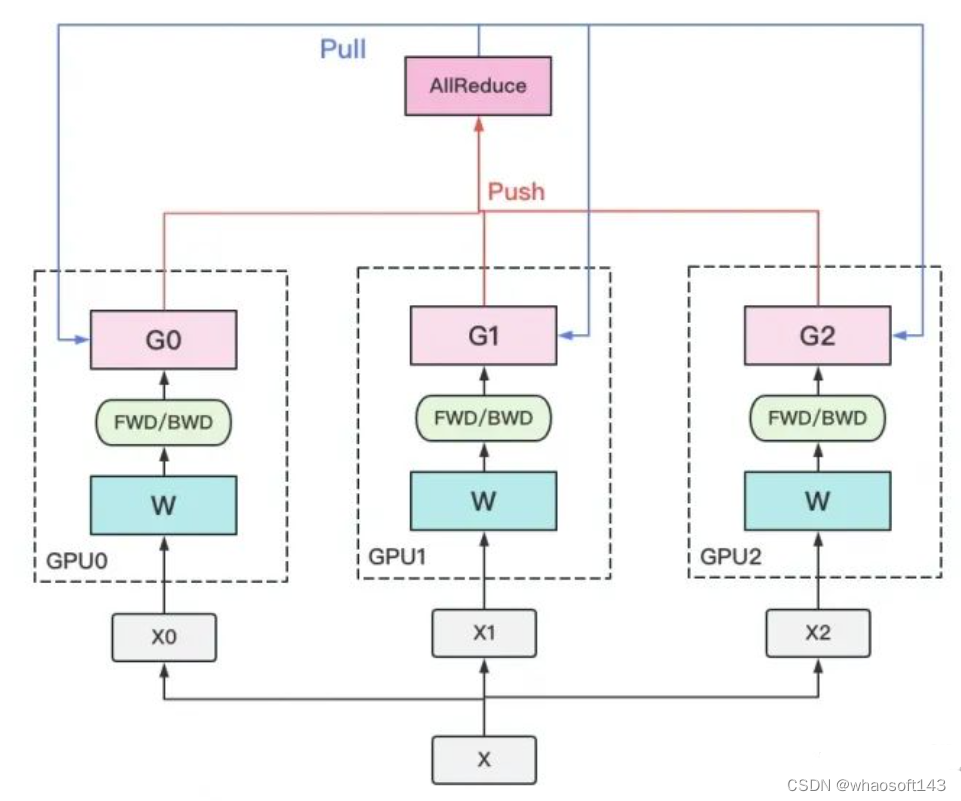 Pull
AllReduce
Push
G0
G1
G2
FWD/BWD
FWD/BWD
FWD/BWD
W
W
W
GPU0
GPU1
GPU2
X0
X1
X2
X
CSDN @whaosoft143